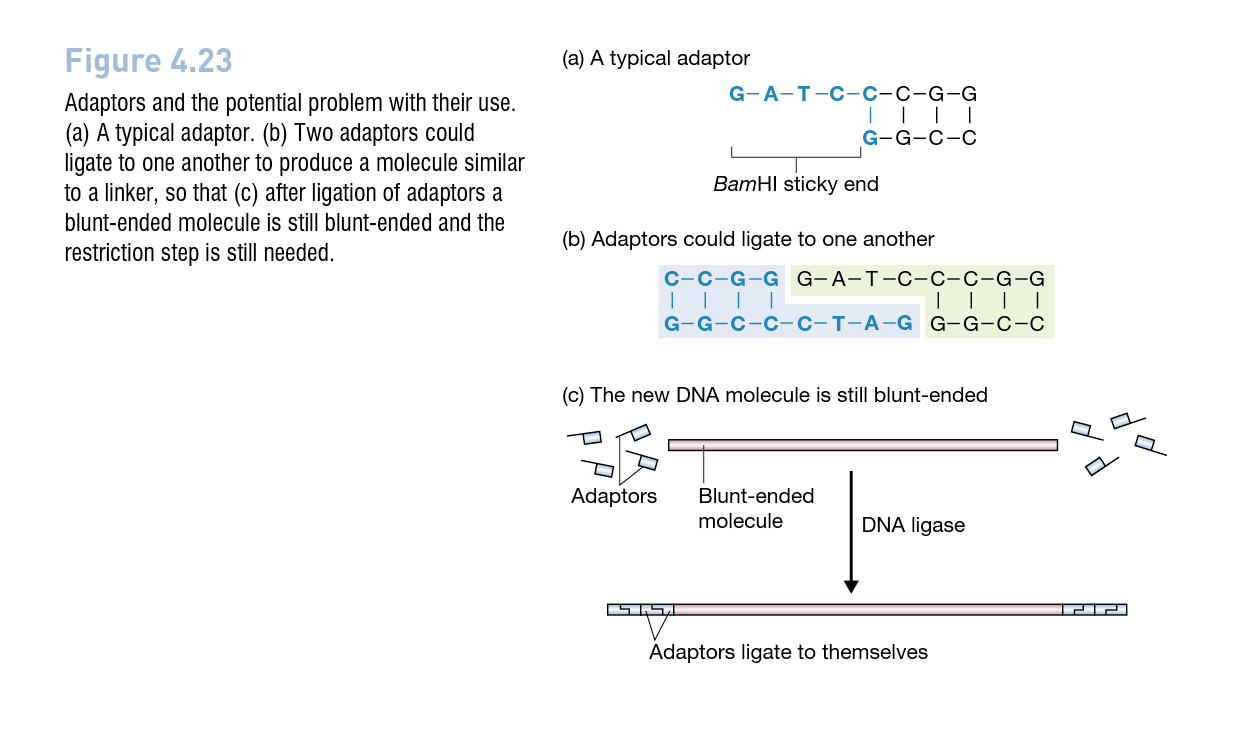 Figure 4.23
Adaptors and the potential problem with their use.
(a) A typical adaptor. (b) Two adaptors could
ligate to one another to produce a molecule similar
to a linker, so that (c) after ligation of adaptors a
blunt-ended molecule is still blunt-ended and the
restriction step is still needed.
(a) A typical adaptor
G–A–T–C–C–C–G–G
G–G–C–C
BamHI sticky end
(b) Adaptors could ligate to one another
C–C–G–G G–A–T–C–C–C–G–G
G–G–C–C–C–T–A–G G–G–C–C
(c) The new DNA molecule is still blunt-ended
Adaptors
Blunt-ended
molecule
DNA ligase
Adaptors ligate to themselves